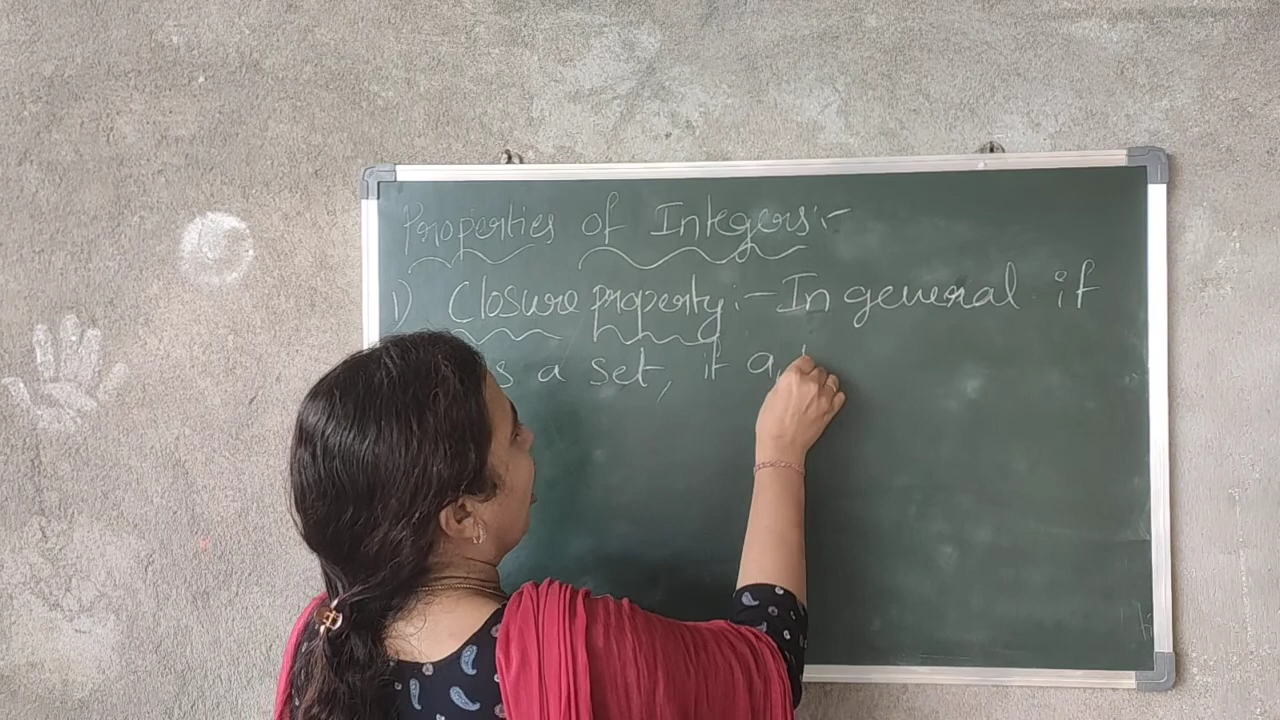 Properties of Integers:-
1) Closure property:- In general if
s a set, if a,